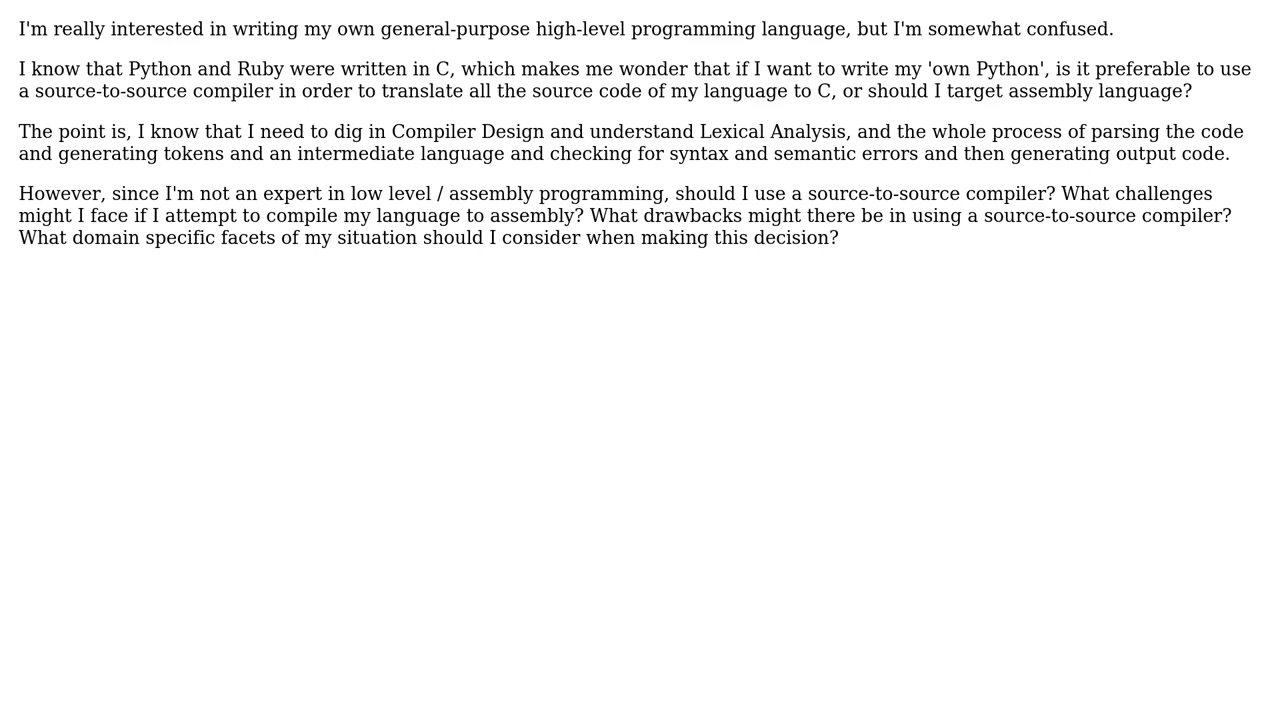 I'm really interested in writing my own general-purpose high-level programming language, but I'm somewhat confused.
I know that Python and Ruby were written in C, which makes me wonder that if I want to write my 'own Python', is it preferable to use
a source-to-source compiler in order to translate all the source code of my language to C, or should I target assembly language?
The point is, I know that I need to dig in Compiler Design and understand Lexical Analysis, and the whole process of parsing the code
and generating tokens and an intermediate language and checking for syntax and semantic errors and then generating output code.
However, since I'm not an expert in low level / assembly programming, should I use a source-to-source compiler? What challenges
might I face if I attempt to compile my language to assembly? What drawbacks might there be in using a source-to-source compiler?
What domain specific facets of my situation should I consider when making this decision?